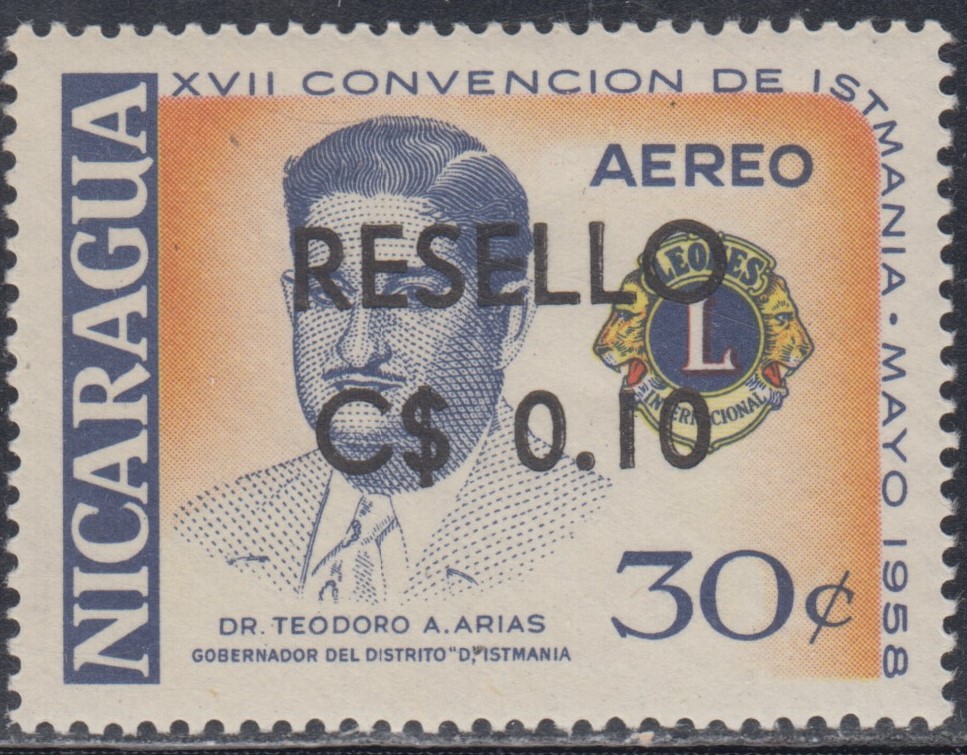 NICARAGUA
XVII CONVENCION DE ISTMANIA · MAYO 1958
AEREO
RESELLO
LEONES
L
INTERNACIONAL
C$ 0.10
30¢
DR. TEODORO A. ARIAS
GOBERNADOR DEL DISTRITO "D," ISTMANIA